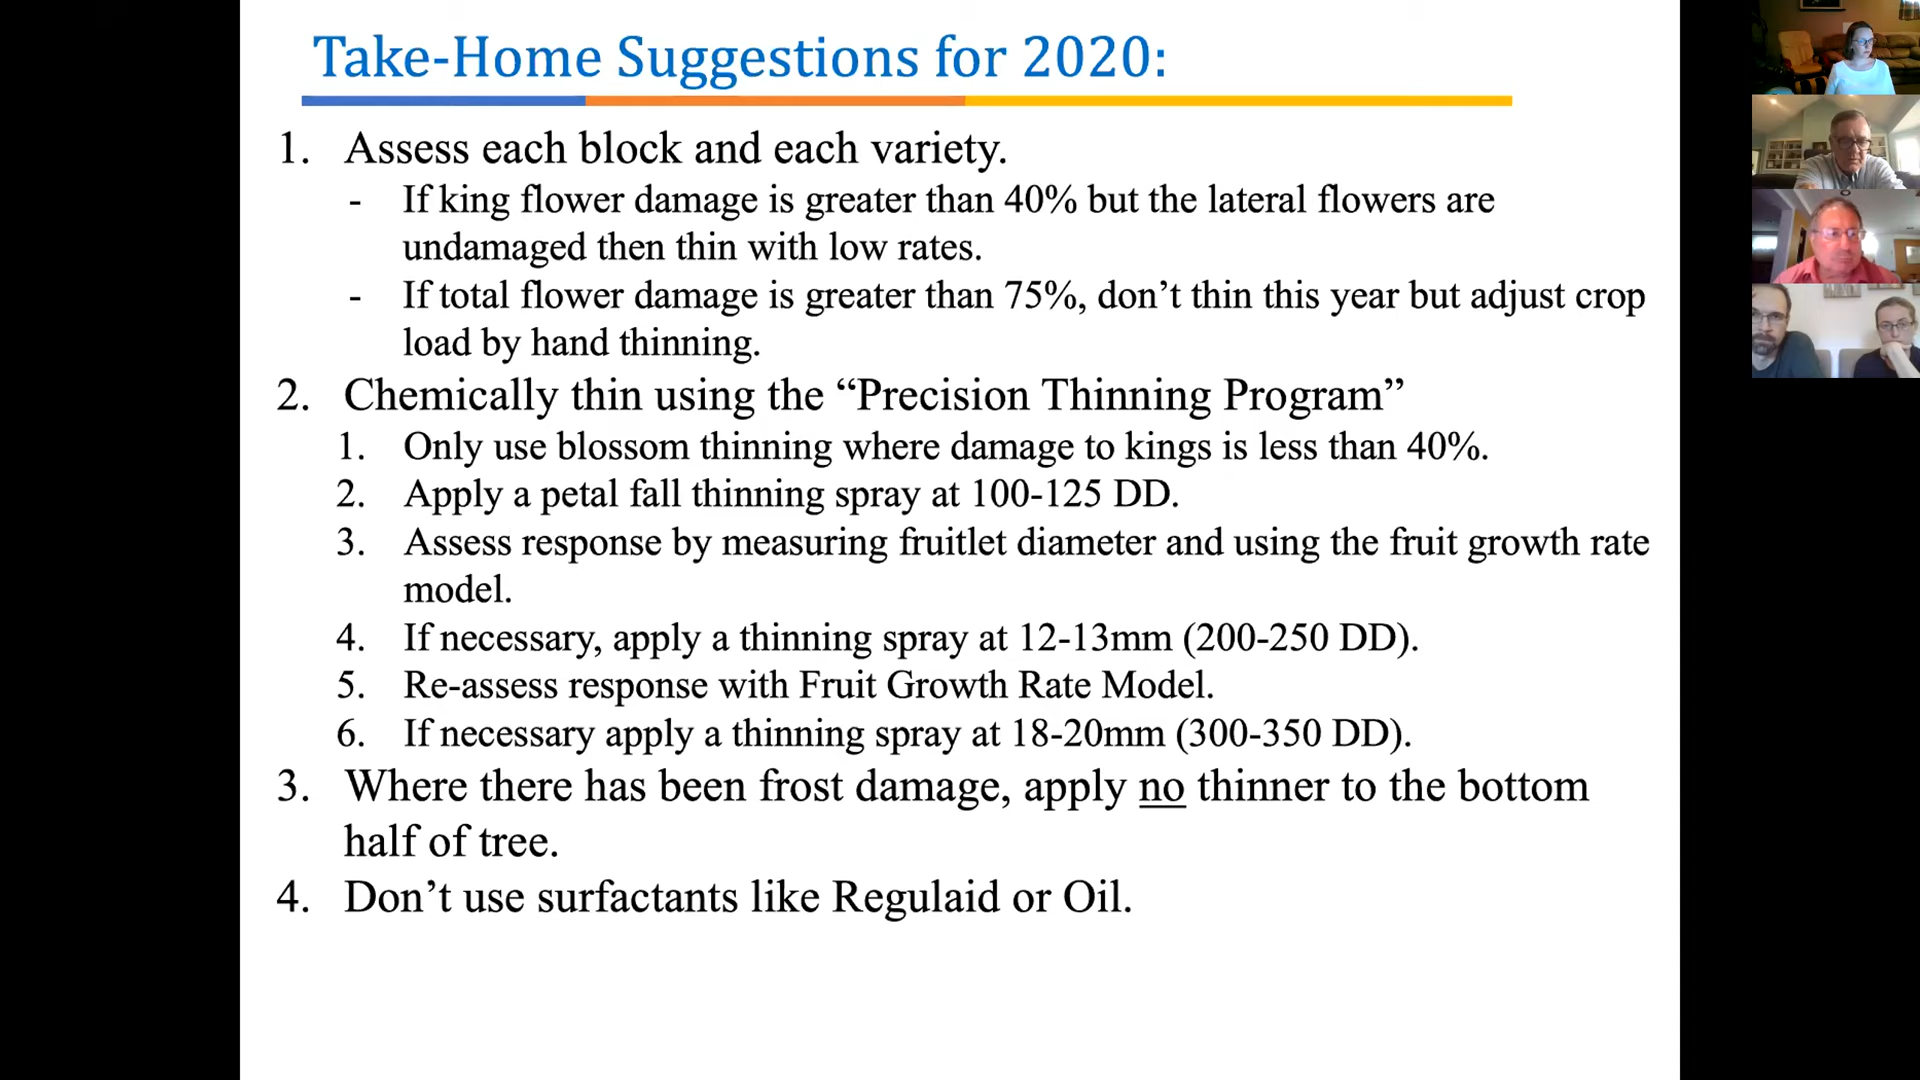 Take-Home Suggestions for 2020:
1. Assess each block and each variety.
- If king flower damage is greater than 40% but the lateral flowers are
undamaged then thin with low rates.
- If total flower damage is greater than 75%, don’t thin this year but adjust crop
load by hand thinning.
2. Chemically thin using the “Precision Thinning Program”
1. Only use blossom thinning where damage to kings is less than 40%.
2. Apply a petal fall thinning spray at 100-125 DD.
3. Assess response by measuring fruitlet diameter and using the fruit growth rate
model.
4. If necessary, apply a thinning spray at 12-13mm (200-250 DD).
5. Re-assess response with Fruit Growth Rate Model.
6. If necessary apply a thinning spray at 18-20mm (300-350 DD).
3. Where there has been frost damage, apply no thinner to the bottom
half of tree.
4. Don’t use surfactants like Regulaid or Oil.